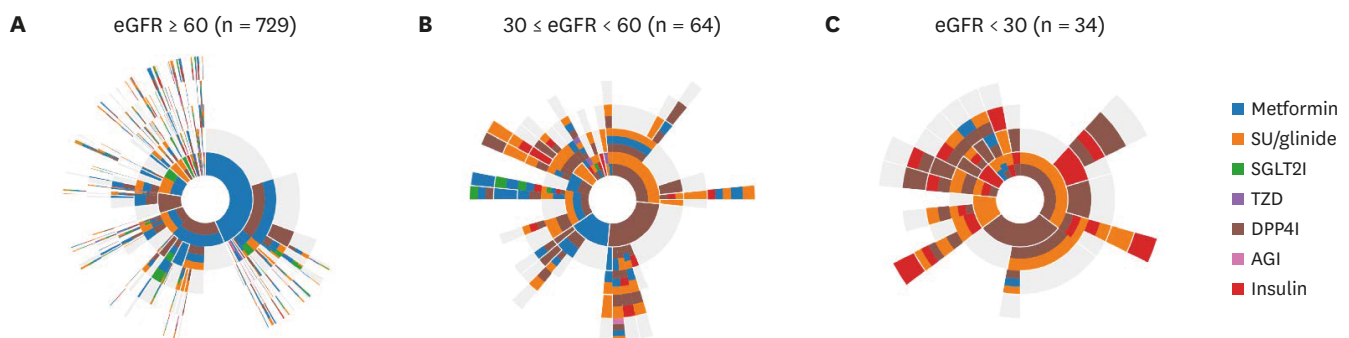 A eGFR ≥ 60 (n = 729)
B 30 ≤ eGFR < 60 (n = 64)
C eGFR < 30 (n = 34)
Metformin
SU/glinide
SGLT2I
TZD
DPP4I
AGI
Insulin